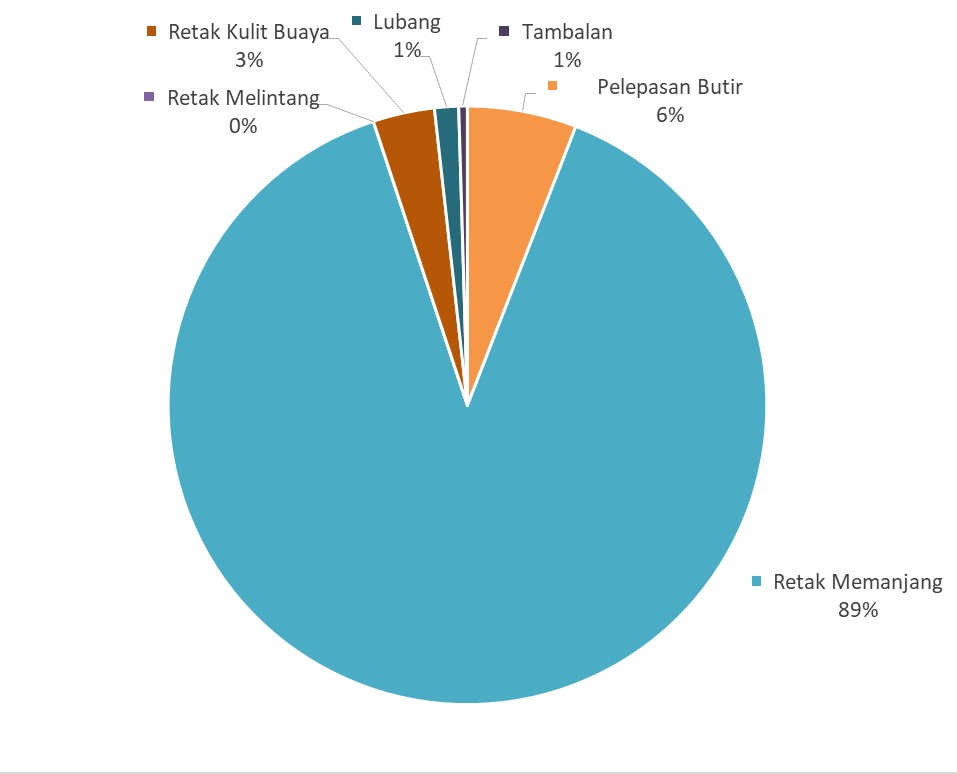 Retak Kulit Buaya
3%
Lubang
1%
Tambalan
1%
Pelepasan Butir
6%
Retak Melintang
0%
Retak Memanjang
89%